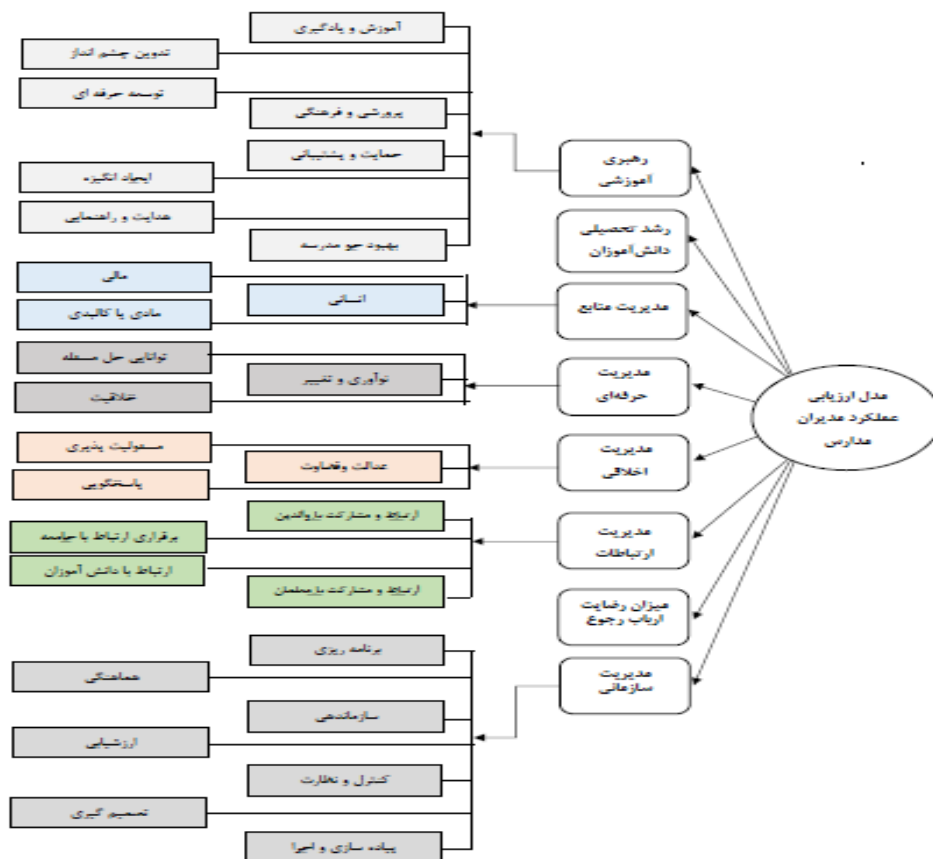 مدل ارزیابی
عملکرد مدیران
مدارس
رهبری
آموزشی
رشد تحصیلی
دانش‌آموزان
مدیریت منابع
مدیریت
حرفه‌ای
مدیریت
اخلاقی
مدیریت
ارتباطات
میزان رضایت
ارباب رجوع
مدیریت
سازمانی
آموزش و یادگیری
تدوین چشم انداز
توسعه حرفه ای
پرورشی و فرهنگی
حمایت و پشتیبانی
ایجاد انگیزه
هدایت و راهنمایی
بهبود جو مدرسه
مالی
انسانی
مادی یا کالبدی
توانایی حل مسئله
نوآوری و تغییر
خلاقیت
مسئولیت پذیری
عدالت وقضاوت
پاسخگویی
ارتباط و مشارکت با والدین
برقراری ارتباط با جامعه
ارتباط با دانش آموزان
ارتباط و مشارکت با معلمان
برنامه ریزی
هماهنگی
سازماندهی
ارزشیابی
کنترل و نظارت
تصمیم گیری
پیاده سازی و اجرا